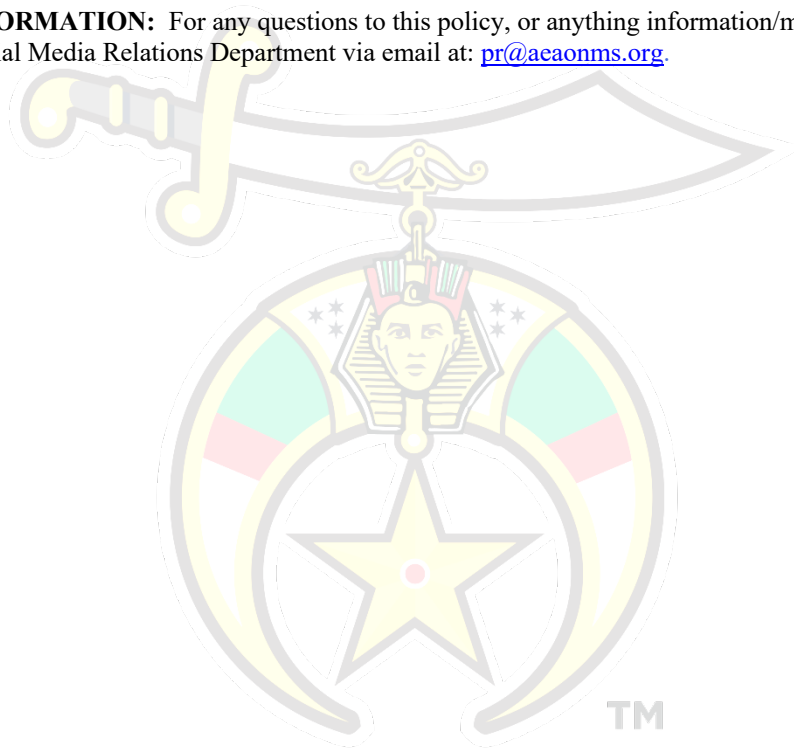 ORMATION: For any questions to this policy, or anything information/m
al Media Relations Department via email at: pr@aeaonms.org.
TM